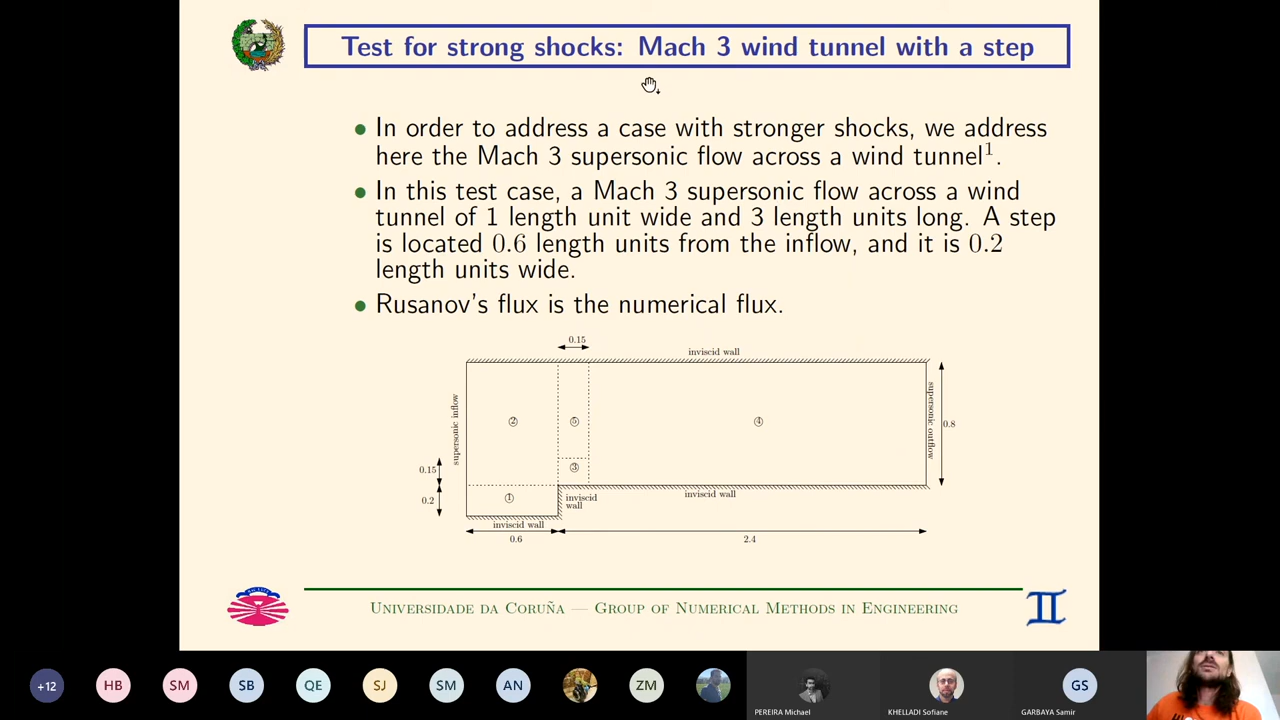 Test for strong shocks: Mach 3 wind tunnel with a step
• In order to address a case with stronger shocks, we address
here the Mach 3 supersonic flow across a wind tunnel¹.
• In this test case, a Mach 3 supersonic flow across a wind
tunnel of 1 length unit wide and 3 length units long. A step
is located 0.6 length units from the inflow, and it is 0.2
length units wide.
• Rusanov's flux is the numerical flux.
0.15
inviscid wall
supersonic inflow
②
⑤
④
supersonic outflow
0.8
0.15
③
0.2
①
inviscid
wall
inviscid wall
inviscid wall
0.6
2.4
Universidade da Coruña — Group of Numerical Methods in Engineering
+12
HB
SM
SB
QE
SJ
SM
AN
ZM
GS
PEREIRA Michael
KHELLADI Sofiane
GARBAYA Samir